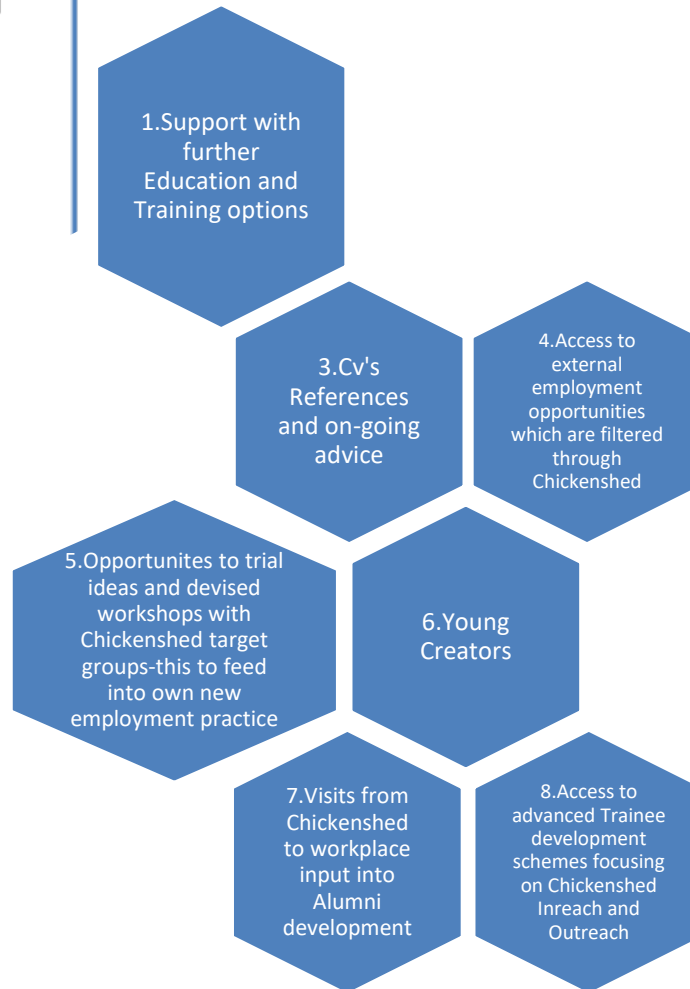 1.Support with
further
Education and
Training options
3.Cv's
References
and on-going
advice
4.Access to
external
employment
opportunities
which are filtered
through
Chickenshed
5.Opportunites to trial
ideas and devised
workshops with
Chickenshed target
groups-this to feed
into own new
employment practice
6.Young
Creators
7.Visits from
Chickenshed
to workplace
input into
Alumni
development
8.Access to
advanced Trainee
development
schemes focusing
on Chickenshed
Inreach and
Outreach